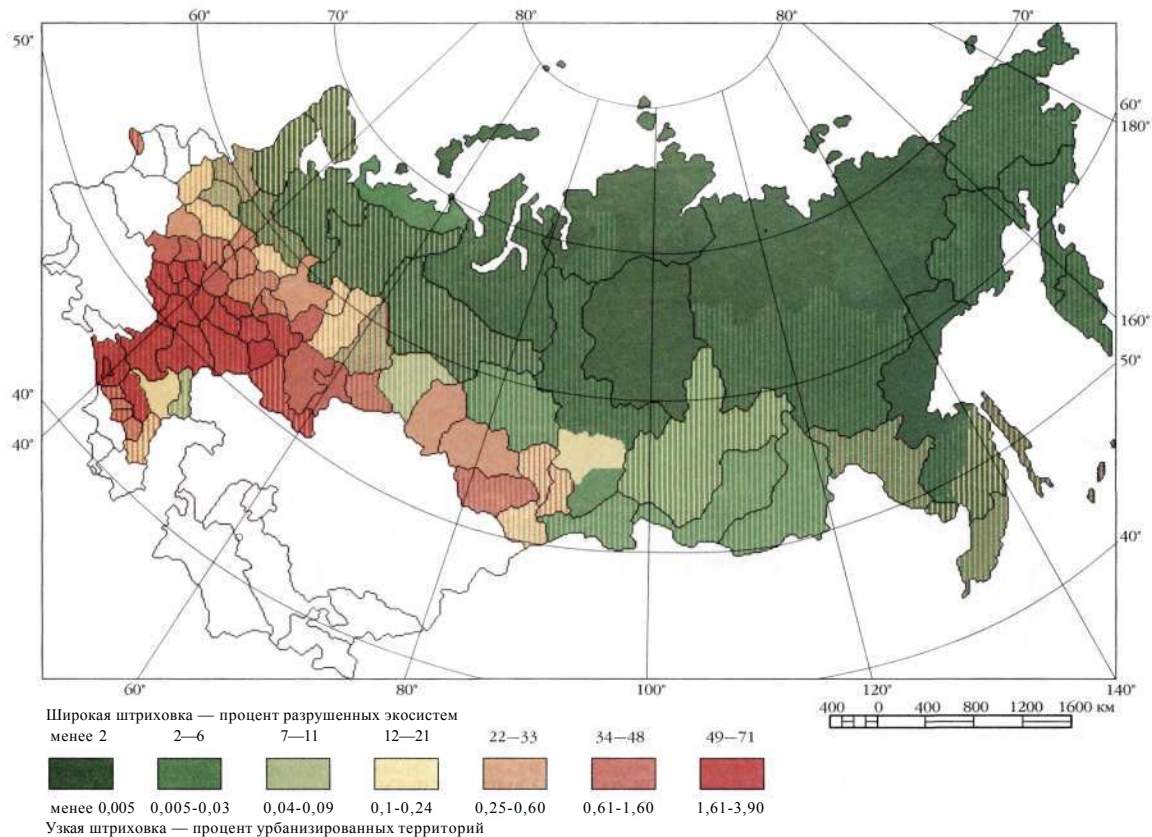 60° 70° 80° 80° 70°
50°
60°
180°
160°
50°
40°
40°
40°
60° 80° 100° 120° 140°
400 0 400 800 1200 1600 км
Широкая штриховка — процент разрушенных экосистем
менее 2 2—6 7—11 12—21 22—33 34—48 49—71
менее 0,005 0,005-0,03 0,04-0,09 0,1-0,24 0,25-0,60 0,61-1,60 1,61-3,90
Узкая штриховка — процент урбанизированных территорий